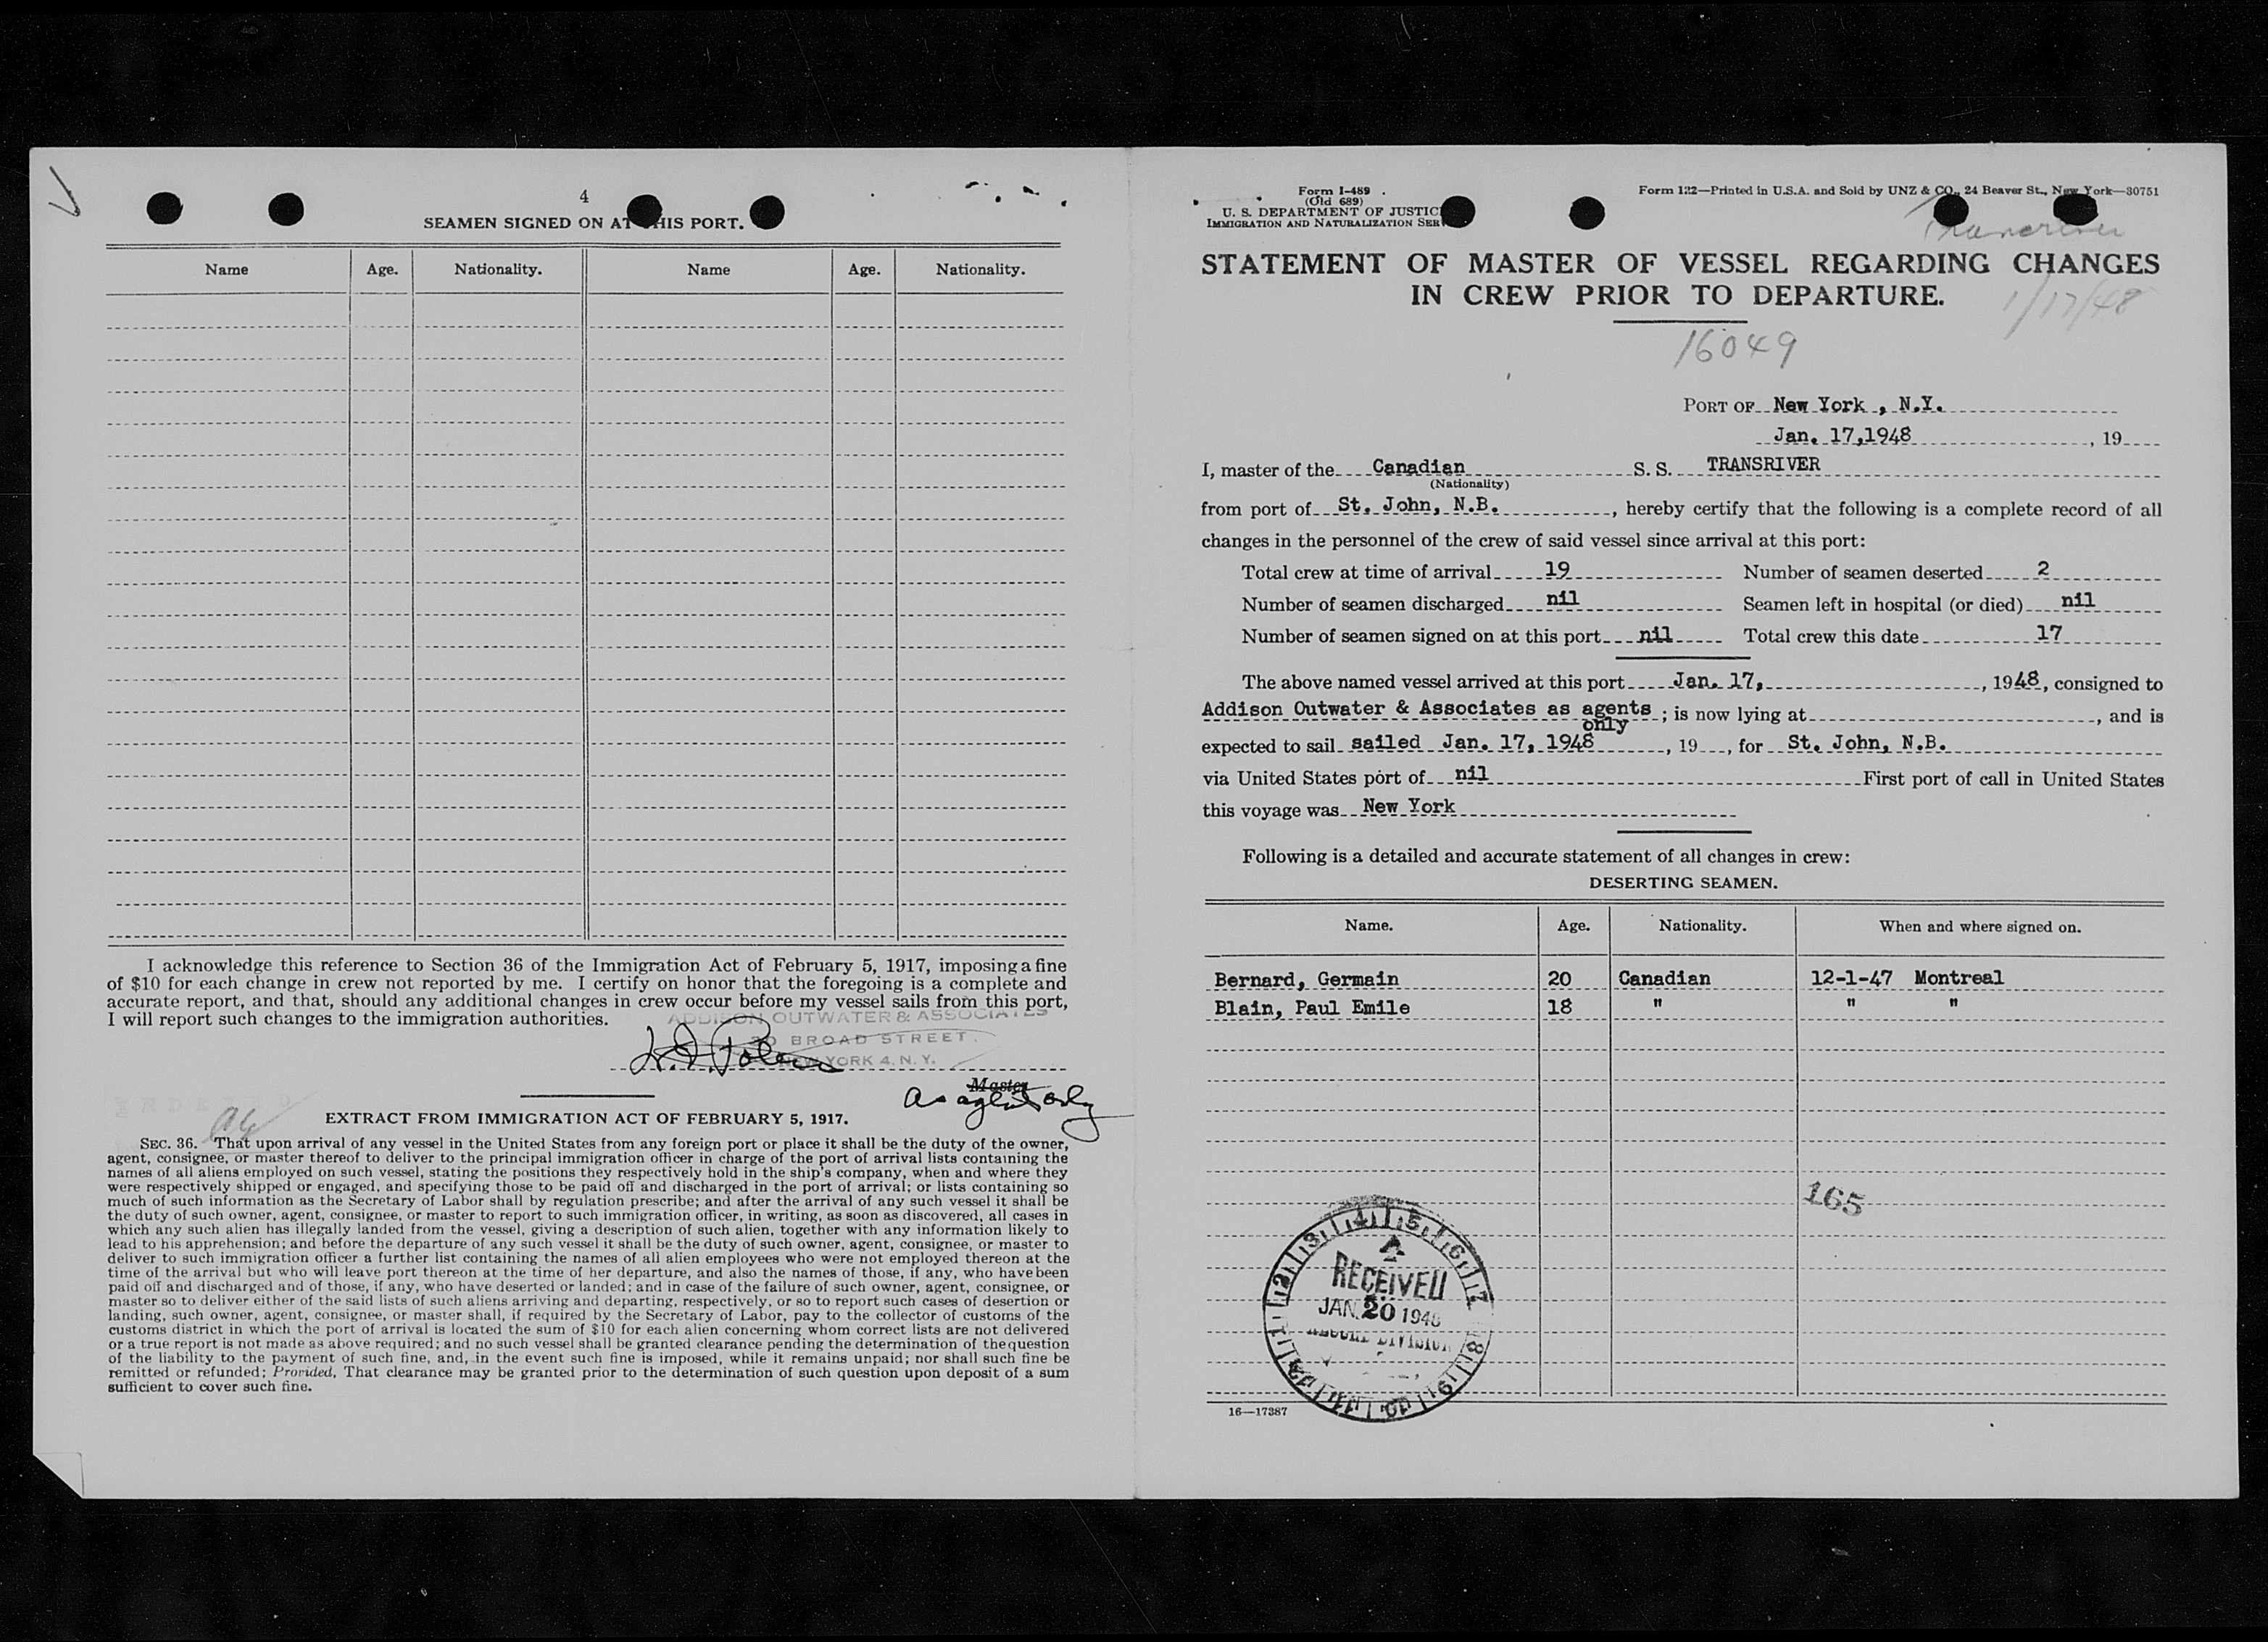 4
SEAMEN SIGNED ON AT THIS PORT.
Name Age. Nationality. Name Age. Nationality.
I acknowledge this reference to Section 36 of the Immigration Act of February 5, 1917, imposing a fine
of $10 for each change in crew not reported by me. I certify on honor that the foregoing is a complete and
accurate report, and that, should any additional changes in crew occur before my vessel sails from this port,
I will report such changes to the immigration authorities.
ADDISON OUTWATER & ASSOCIATES
BROAD STREET
NEW YORK 4, N. Y.
Master
As agents only
EXTRACT FROM IMMIGRATION ACT OF FEBRUARY 5, 1917.
SEC. 36. That upon arrival of any vessel in the United States from any foreign port or place it shall be the duty of the owner,
agent, consignee, or master thereof to deliver to the principal immigration officer in charge of the port of arrival lists containing the
names of all aliens employed on such vessel, stating the positions they respectively hold in the ship's company, when and where they
were respectively shipped or engaged, and specifying those to be paid off and discharged in the port of arrival; or lists containing so
much of such information as the Secretary of Labor shall by regulation prescribe; and after the arrival of any such vessel it shall be
the duty of such owner, agent, consignee, or master to report to such immigration officer, in writing, as soon as discovered, all cases in
which any such alien has illegally landed from the vessel, giving a description of such alien, together with any information likely to
lead to his apprehension; and before the departure of any such vessel it shall be the duty of such owner, agent, consignee, or master to
deliver to such immigration officer a further list containing the names of all alien employees who were not employed thereon at the
time of the arrival but who will leave port thereon at the time of her departure, and also the names of those, if any, who have been
paid off and discharged and of those, if any, who have deserted or landed; and in case of the failure of such owner, agent, consignee, or
master so to deliver either of the said lists of such aliens arriving and departing, respectively, or so to report such cases of desertion or
landing, such owner, agent, consignee, or master shall, if required by the Secretary of Labor, pay to the collector of customs of the
customs district in which the port of arrival is located the sum of $10 for each alien concerning whom correct lists are not delivered
or a true report is not made as above required; and no such vessel shall be granted clearance pending the determination of the question
of the liability to the payment of such fine, and, in the event such fine is imposed, while it remains unpaid; nor shall such fine be
remitted or refunded; Provided, That clearance may be granted prior to the determination of such question upon deposit of a sum
sufficient to cover such fine.
Form I-489
(Old 689)
U. S. DEPARTMENT OF JUSTICE
IMMIGRATION AND NATURALIZATION SER
Form 122—Printed in U.S.A. and Sold by UNZ & CO., 24 Beaver St., New York—30751
Transriver
STATEMENT OF MASTER OF VESSEL REGARDING CHANGES
IN CREW PRIOR TO DEPARTURE.
1/17/48
16049
PORT OF New York , N.Y.
Jan. 17,1948 , 19
I, master of the Canadian S. S. TRANSRIVER
(Nationality)
from port of St. John, N.B. , hereby certify that the following is a complete record of all
changes in the personnel of the crew of said vessel since arrival at this port:
Total crew at time of arrival 19 Number of seamen deserted 2
Number of seamen discharged nil Seamen left in hospital (or died) nil
Number of seamen signed on at this port nil Total crew this date 17
The above named vessel arrived at this port Jan. 17, , 1948, consigned to
Addison Outwater & Associates as agents ; is now lying at , and is
only
expected to sail sailed Jan. 17, 1948 , 19 , for St. John, N.B.
via United States port of nil First port of call in United States
this voyage was New York
Following is a detailed and accurate statement of all changes in crew:
DESERTING SEAMEN.
Name. Age. Nationality. When and where signed on.
Bernard, Germain 20 Canadian 12-1-47 Montreal
Blain, Paul Emile 18 " " "
165
RECEIVED
JAN. 20 1948
RECORD DIVISION
16—17387